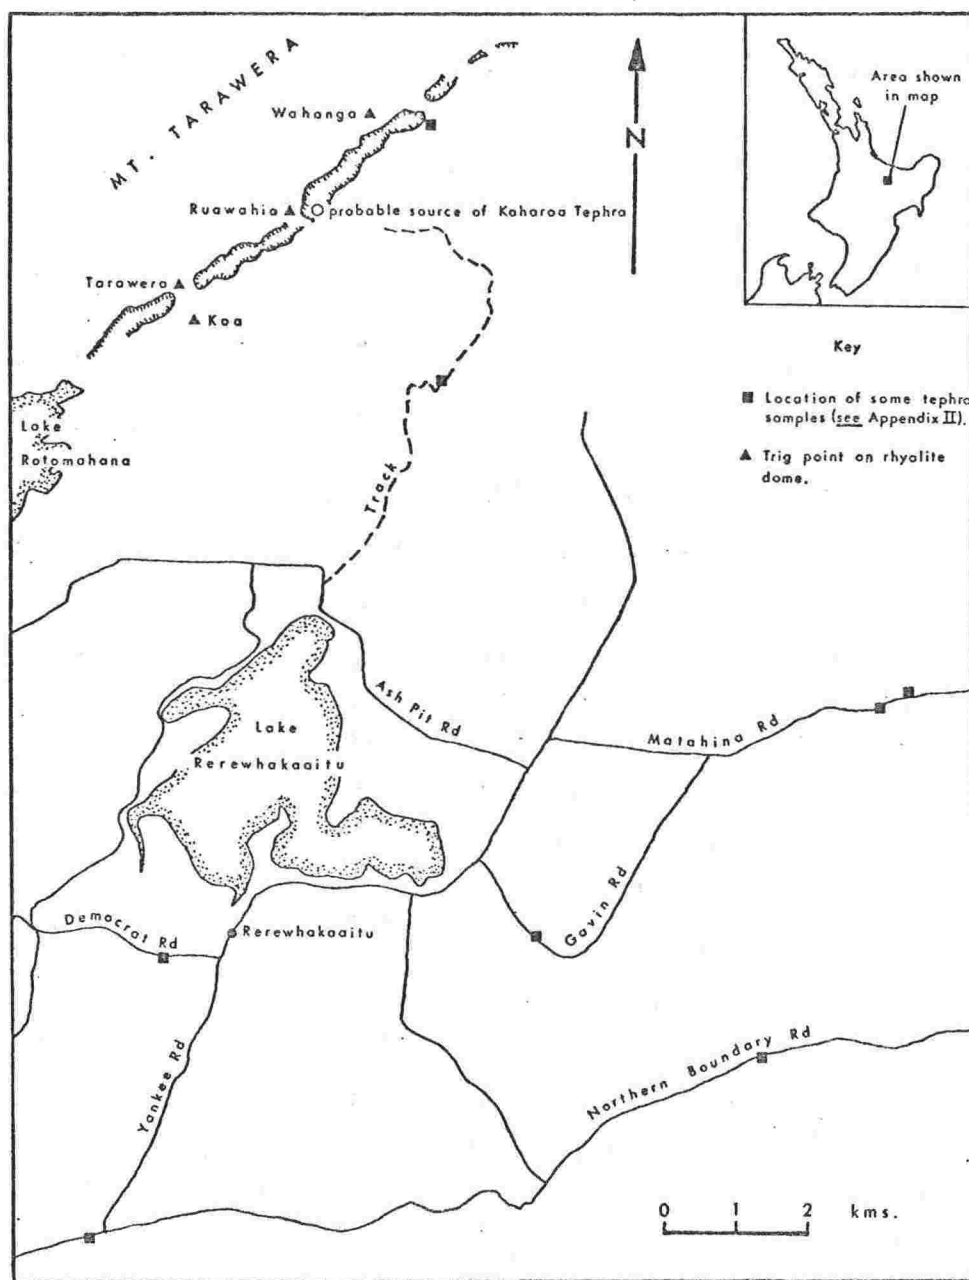 MT. TARAWERA
Wahanga
Ruawahia
probable source of Kaharoa Tephra
Tarawera
Koa
N
Area shown
in map
Key
Location of some tephra
samples (see Appendix II).
Trig point on rhyolite
dome.
Lake
Rotomahana
Track
Ash Pit Rd
Matahina Rd
Lake
Rerewhakaaitu
Gavin Rd
Democrat Rd
Rerewhakaaitu
Yankee Rd
Northern Boundary Rd
0 1 2 kms.